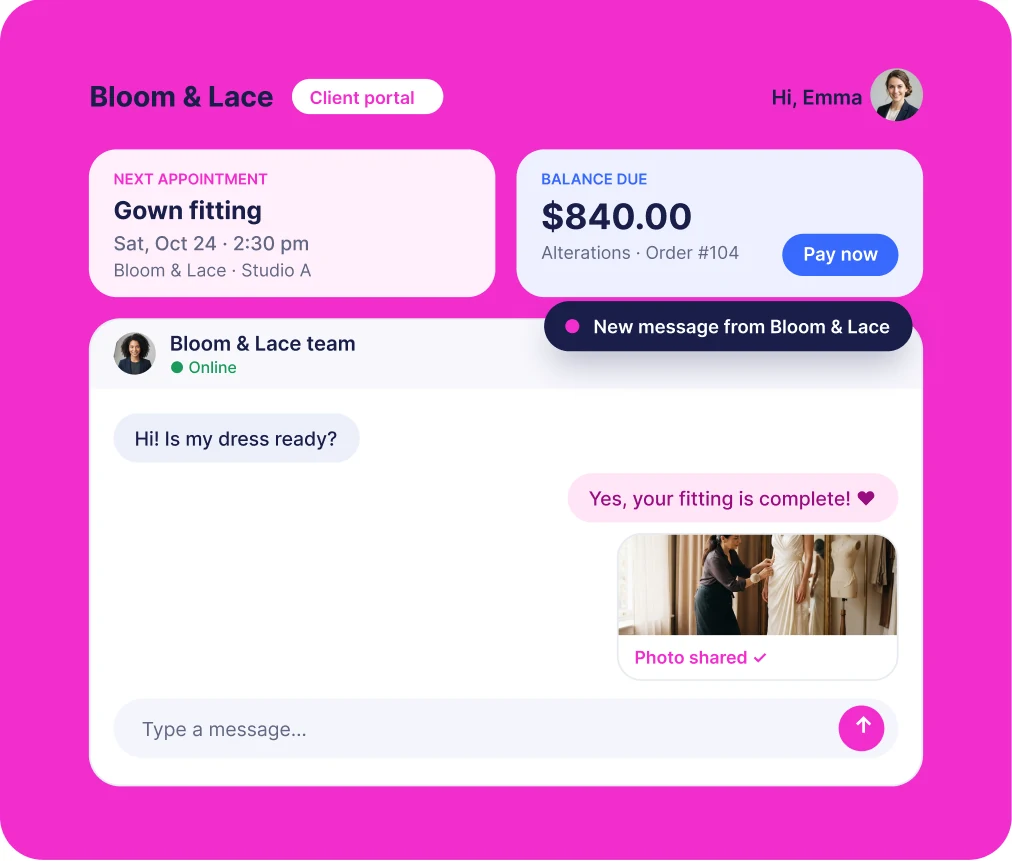 Bloom & Lace
Client portal
Hi, Emma
NEXT APPOINTMENT
Gown fitting
Sat, Oct 24 · 2:30 pm
Bloom & Lace · Studio A
BALANCE DUE
$840.00
Alterations · Order #104
Pay now
New message from Bloom & Lace
Bloom & Lace team
Online
Hi! Is my dress ready?
Yes, your fitting is complete! ♥
Photo shared ✓
Type a message...